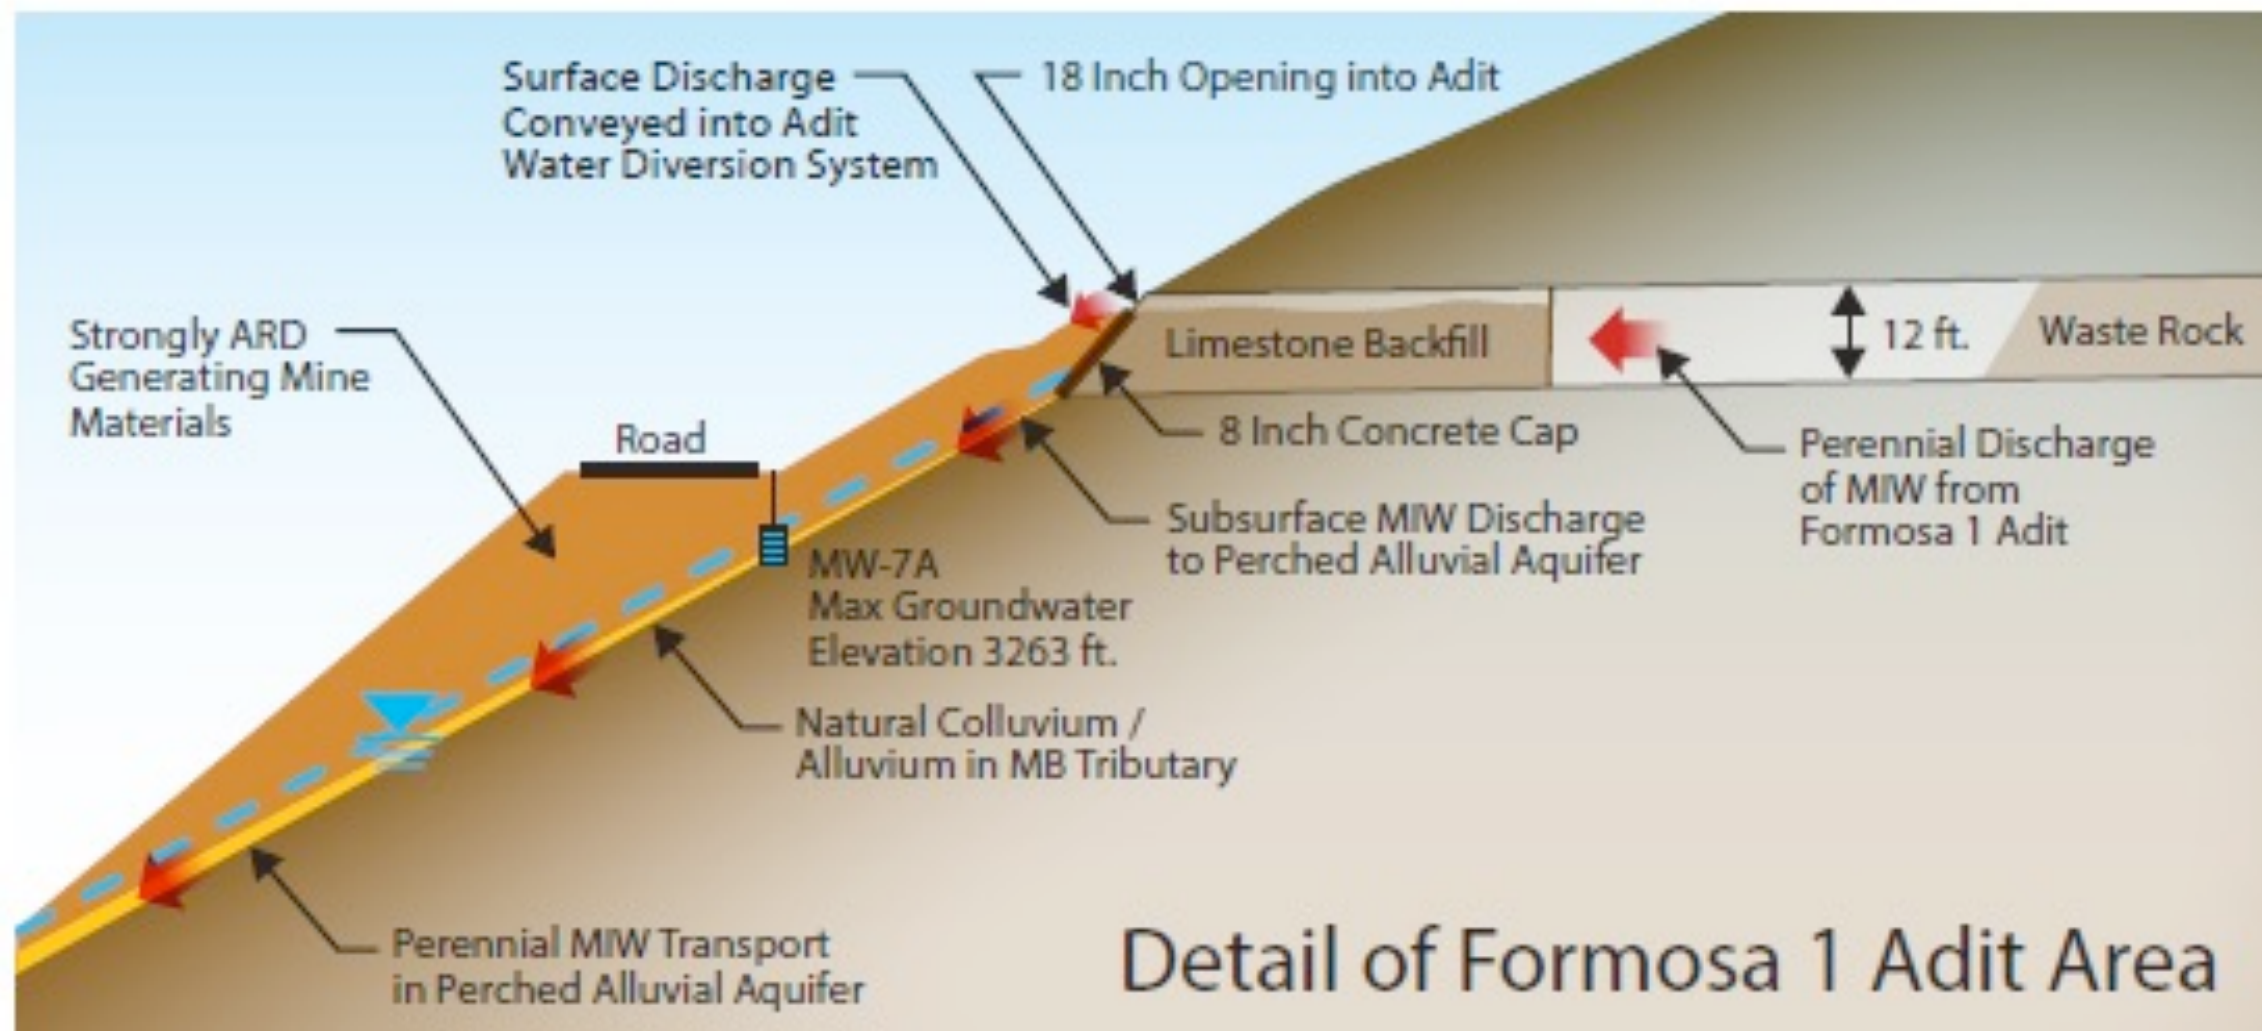 Surface Discharge
Conveyed into Adit
Water Diversion System
18 Inch Opening into Adit
Strongly ARD
Generating Mine
Materials
Road
Limestone Backfill
12 ft.
Waste Rock
8 Inch Concrete Cap
Perennial Discharge
of MIW from
Formosa 1 Adit
Subsurface MIW Discharge
to Perched Alluvial Aquifer
MW-7A
Max Groundwater
Elevation 3263 ft.
Natural Colluvium /
Alluvium in MB Tributary
Perennial MIW Transport
in Perched Alluvial Aquifer
Detail of Formosa 1 Adit Area